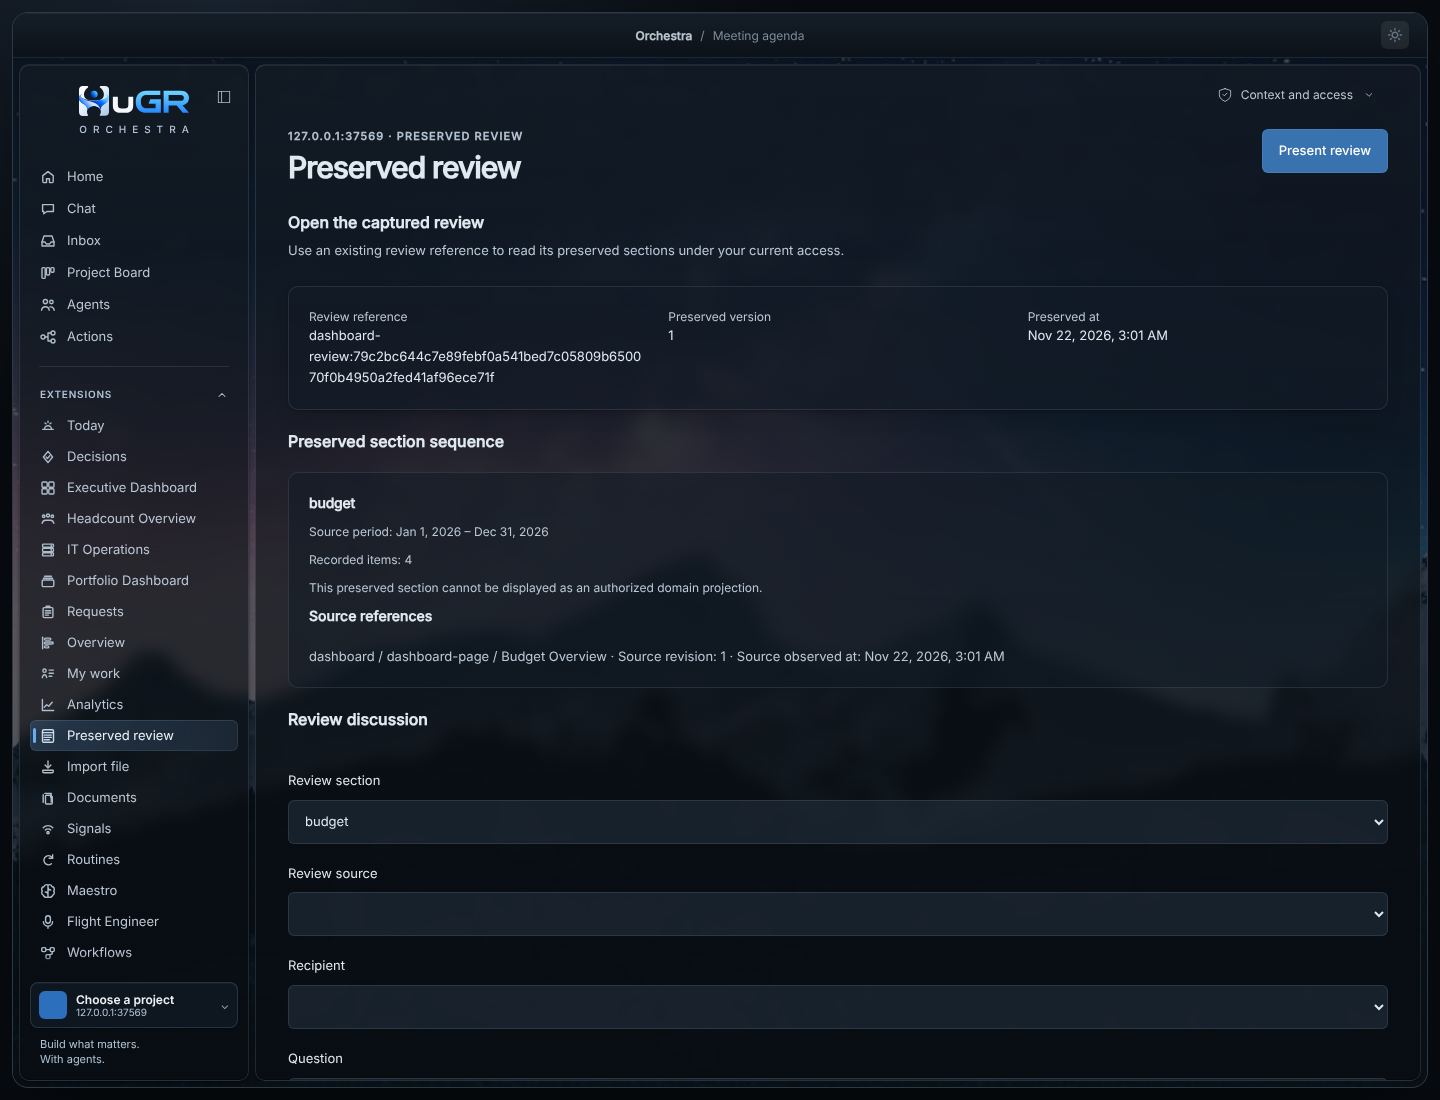 Orchestra / Meeting agenda
HuGR
ORCHESTRA
Home
Chat
Inbox
Project Board
Agents
Actions
EXTENSIONS
Today
Decisions
Executive Dashboard
Headcount Overview
IT Operations
Portfolio Dashboard
Requests
Overview
My work
Analytics
Preserved review
Import file
Documents
Signals
Routines
Maestro
Flight Engineer
Workflows
Choose a project
127.0.0.1:37569
Build what matters.
With agents.
Context and access
127.0.0.1:37569 · PRESERVED REVIEW
Preserved review
Present review
Open the captured review
Use an existing review reference to read its preserved sections under your current access.
Review reference
dashboard-
review:79c2bc644c7e89febf0a541bed7c05809b6500
70f0b4950a2fed41af96ece71f
Preserved version
1
Preserved at
Nov 22, 2026, 3:01 AM
Preserved section sequence
budget
Source period: Jan 1, 2026 – Dec 31, 2026
Recorded items: 4
This preserved section cannot be displayed as an authorized domain projection.
Source references
dashboard / dashboard-page / Budget Overview · Source revision: 1 · Source observed at: Nov 22, 2026, 3:01 AM
Review discussion
Review section
budget
Review source
Recipient
Question